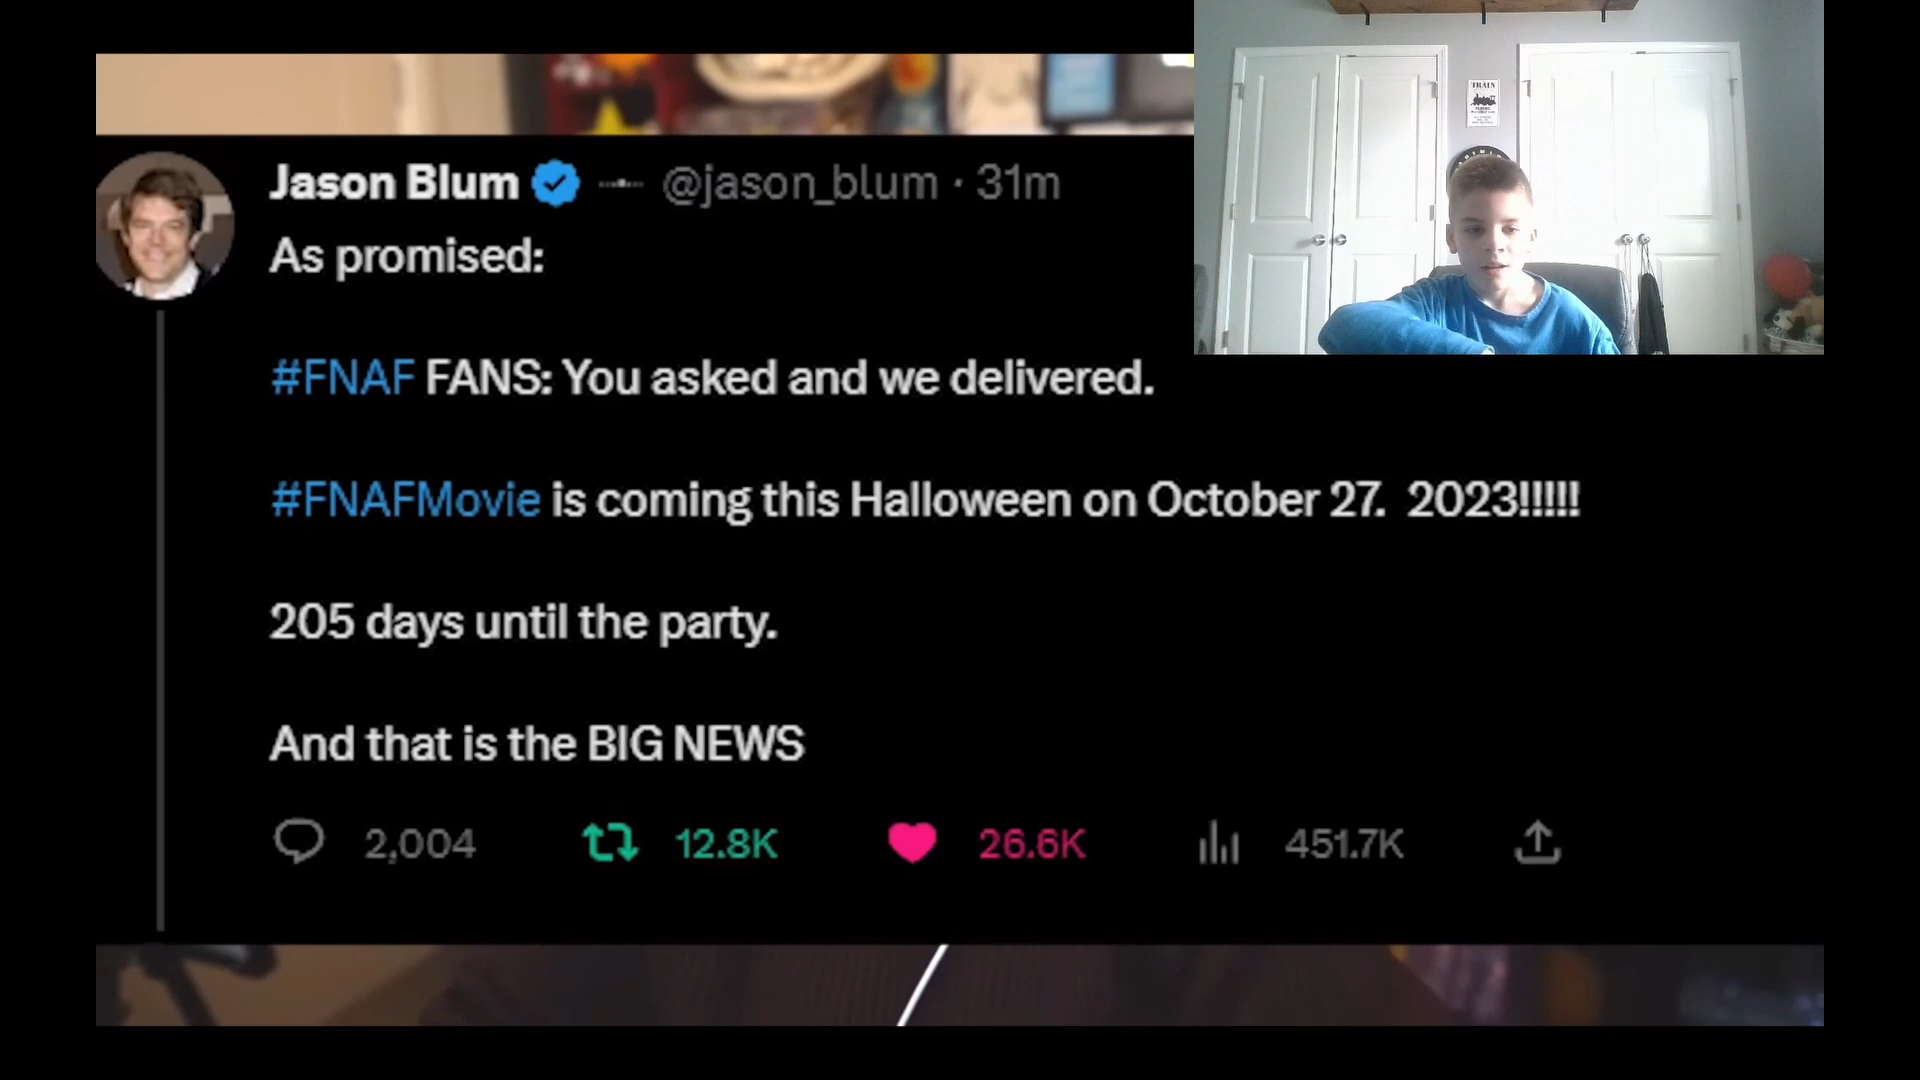 Jason Blum @jason_blum · 31m
As promised:
#FNAF FANS: You asked and we delivered.
#FNAFMovie is coming this Halloween on October 27.  2023!!!!!
205 days until the party.
And that is the BIG NEWS
2,004 12.8K 26.6K 451.7K
TRAIN